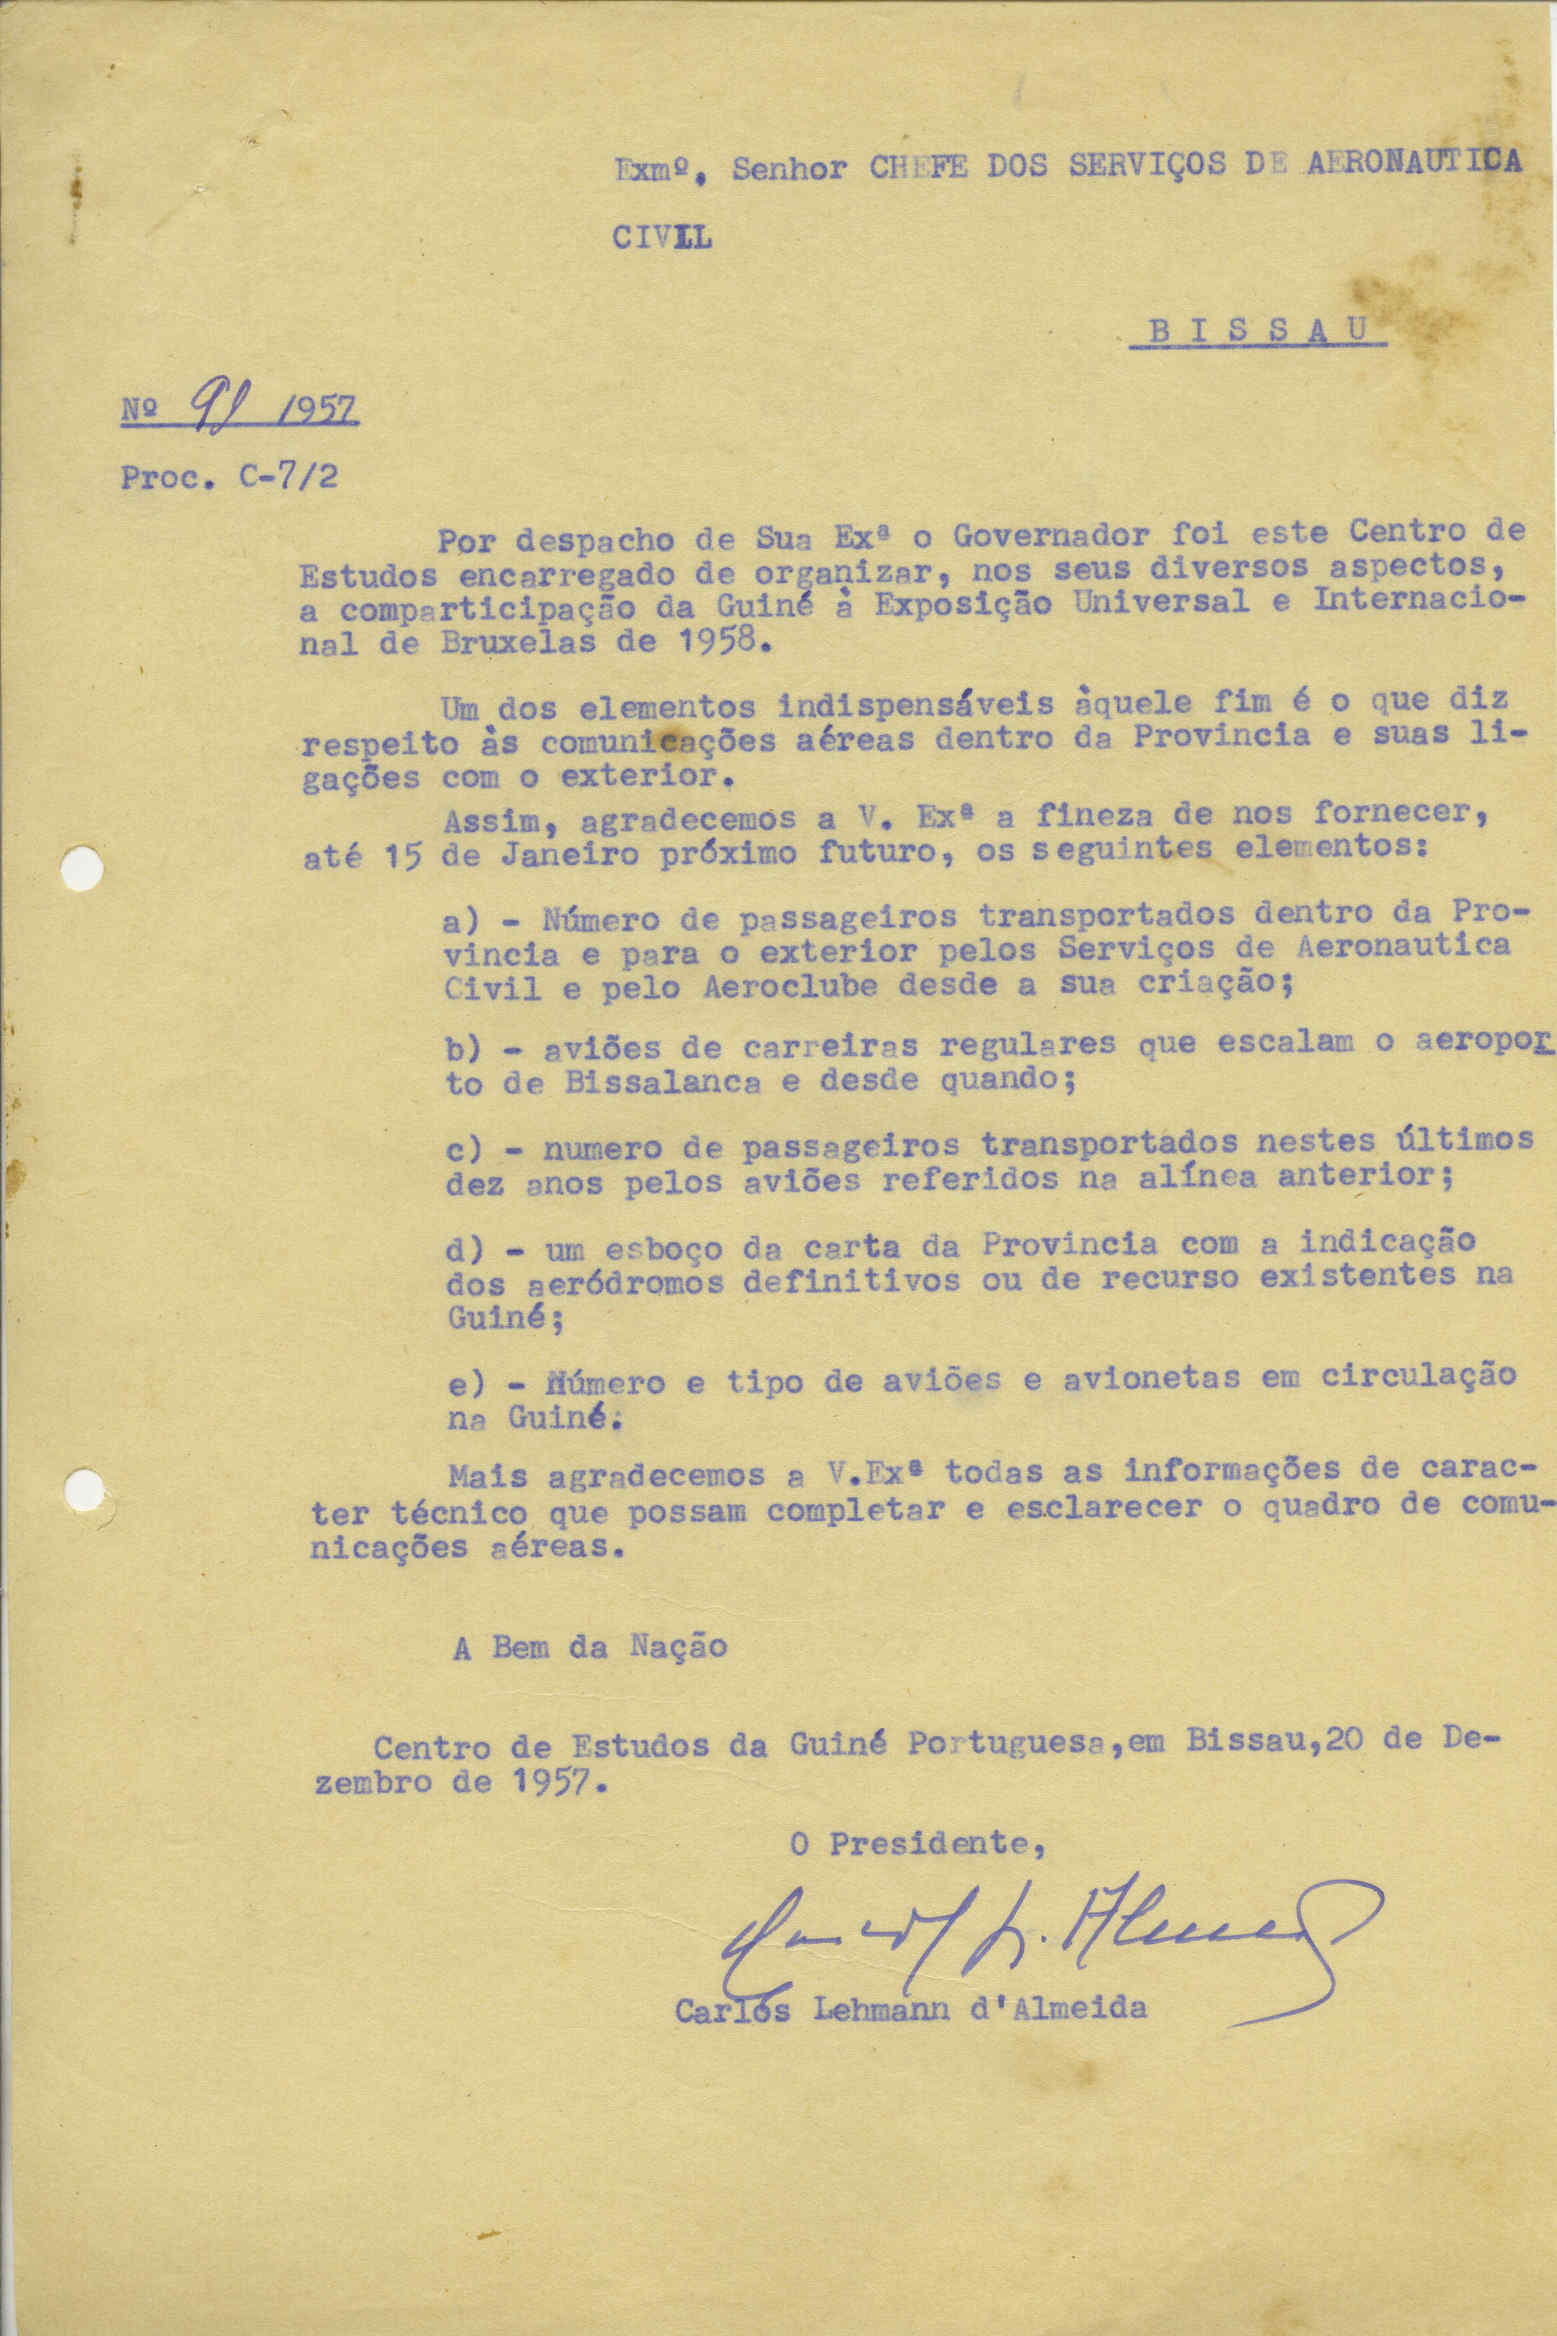 Exmº. Senhor CHEFE DOS SERVIÇOS DE AERONAUTICA
CIVIL
B I S S A U
Nº 91 /1957
Proc. C-7/2
Por despacho de Sua Exª o Governador foi este Centro de
Estudos encarregado de organizar, nos seus diversos aspectos,
a comparticipação da Guiné à Exposição Universal e Internacio-
nal de Bruxelas de 1958.
Um dos elementos indispensáveis àquele fim é o que diz
respeito às comunicações aéreas dentro da Provincia e suas li-
gações com o exterior.
Assim, agradecemos a V. Exª a fineza de nos fornecer,
até 15 de Janeiro próximo futuro, os seguintes elementos:
a) - Número de passageiros transportados dentro da Pro-
vincia e para o exterior pelos Serviços de Aeronautica
Civil e pelo Aeroclube desde a sua criação;
b) - aviões de carreiras regulares que escalam o aeropor
to de Bissalanca e desde quando;
c) - numero de passageiros transportados nestes últimos
dez anos pelos aviões referidos na alínea anterior;
d) - um esboço da carta da Provincia com a indicação
dos aeródromos definitivos ou de recurso existentes na
Guiné;
e) - Número e tipo de aviões e avionetas em circulação
na Guiné.
Mais agradecemos a V.Exª todas as informações de carac-
ter técnico que possam completar e esclarecer o quadro de comu-
nicações aéreas.
A Bem da Nação
Centro de Estudos da Guiné Portuguesa,em Bissau,20 de De-
zembro de 1957.
O Presidente,
Carlos Lehmann d'Almeida